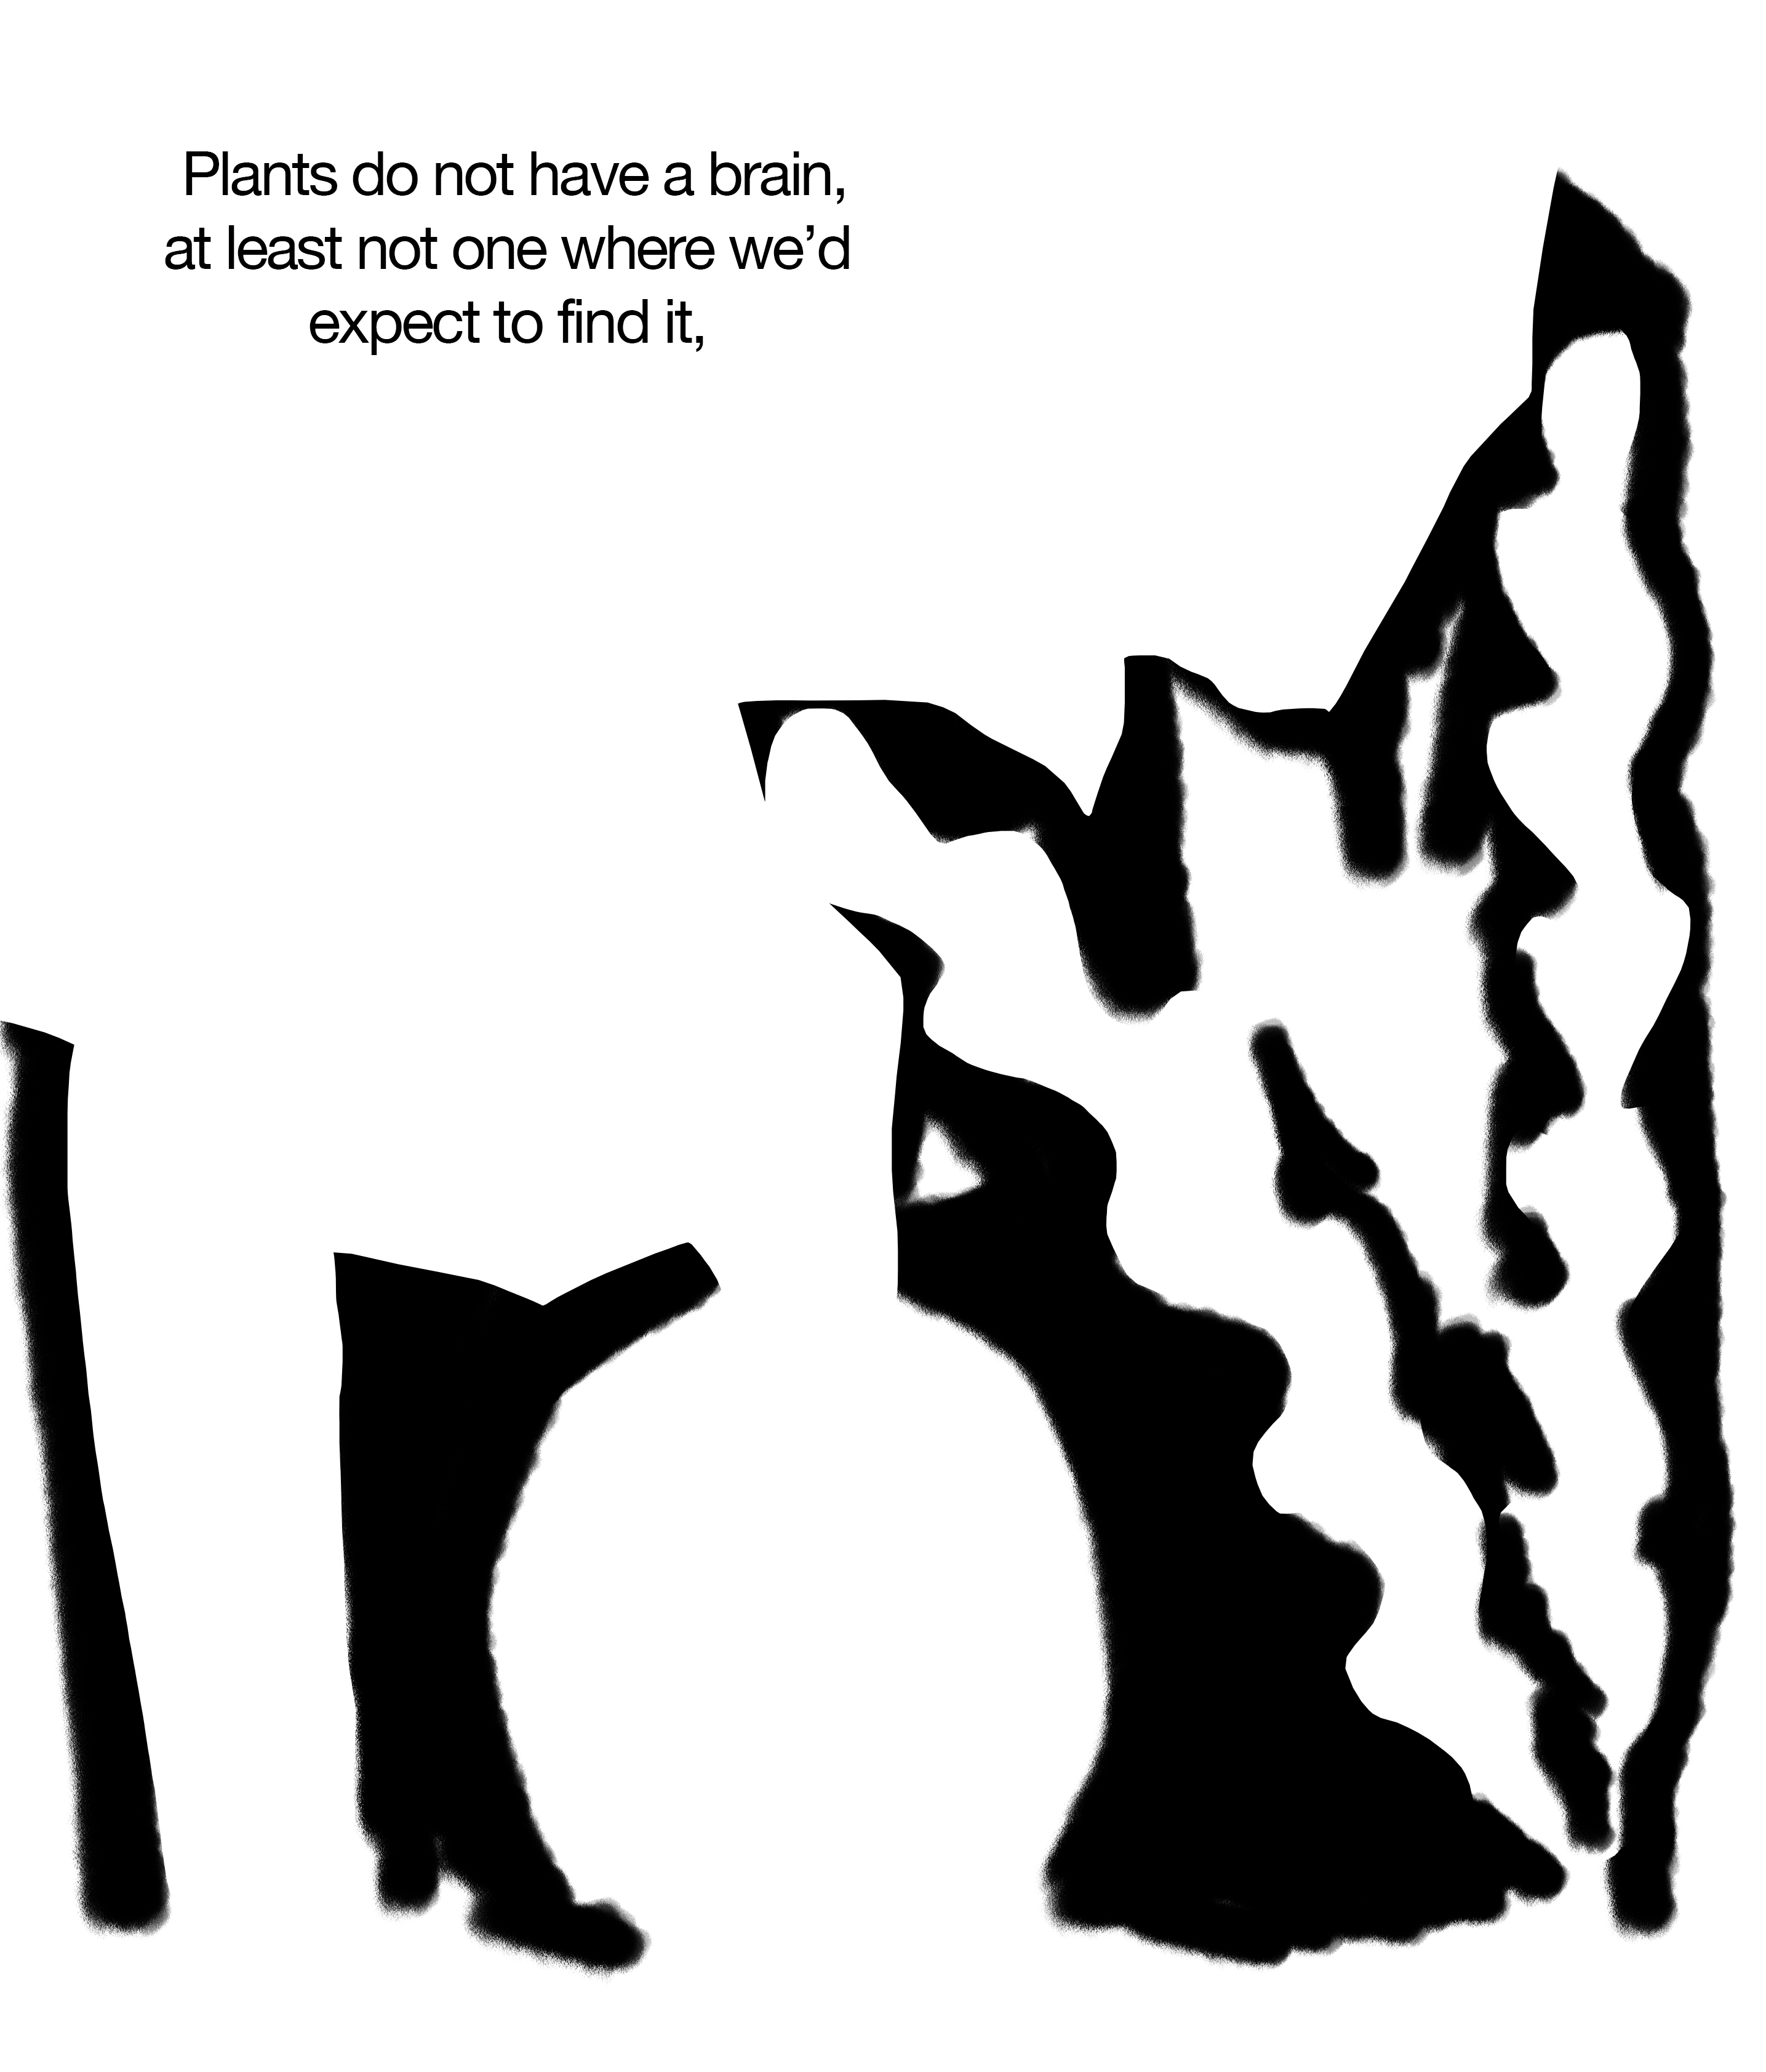 Plants do not have a brain,
at least not one where we’d
expect to find it,